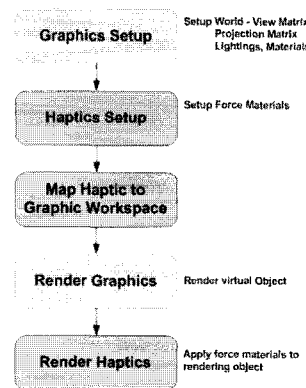 Graphics Setup
Setup World - View Matrix
Projection Matrix
Lightings, Materials
Haptics Setup
Setup Force Materials
Map Haptic to
Graphic Workspace
Render Graphics
Render virtual Object
Render Haptics
Apply force materials to
rendering object